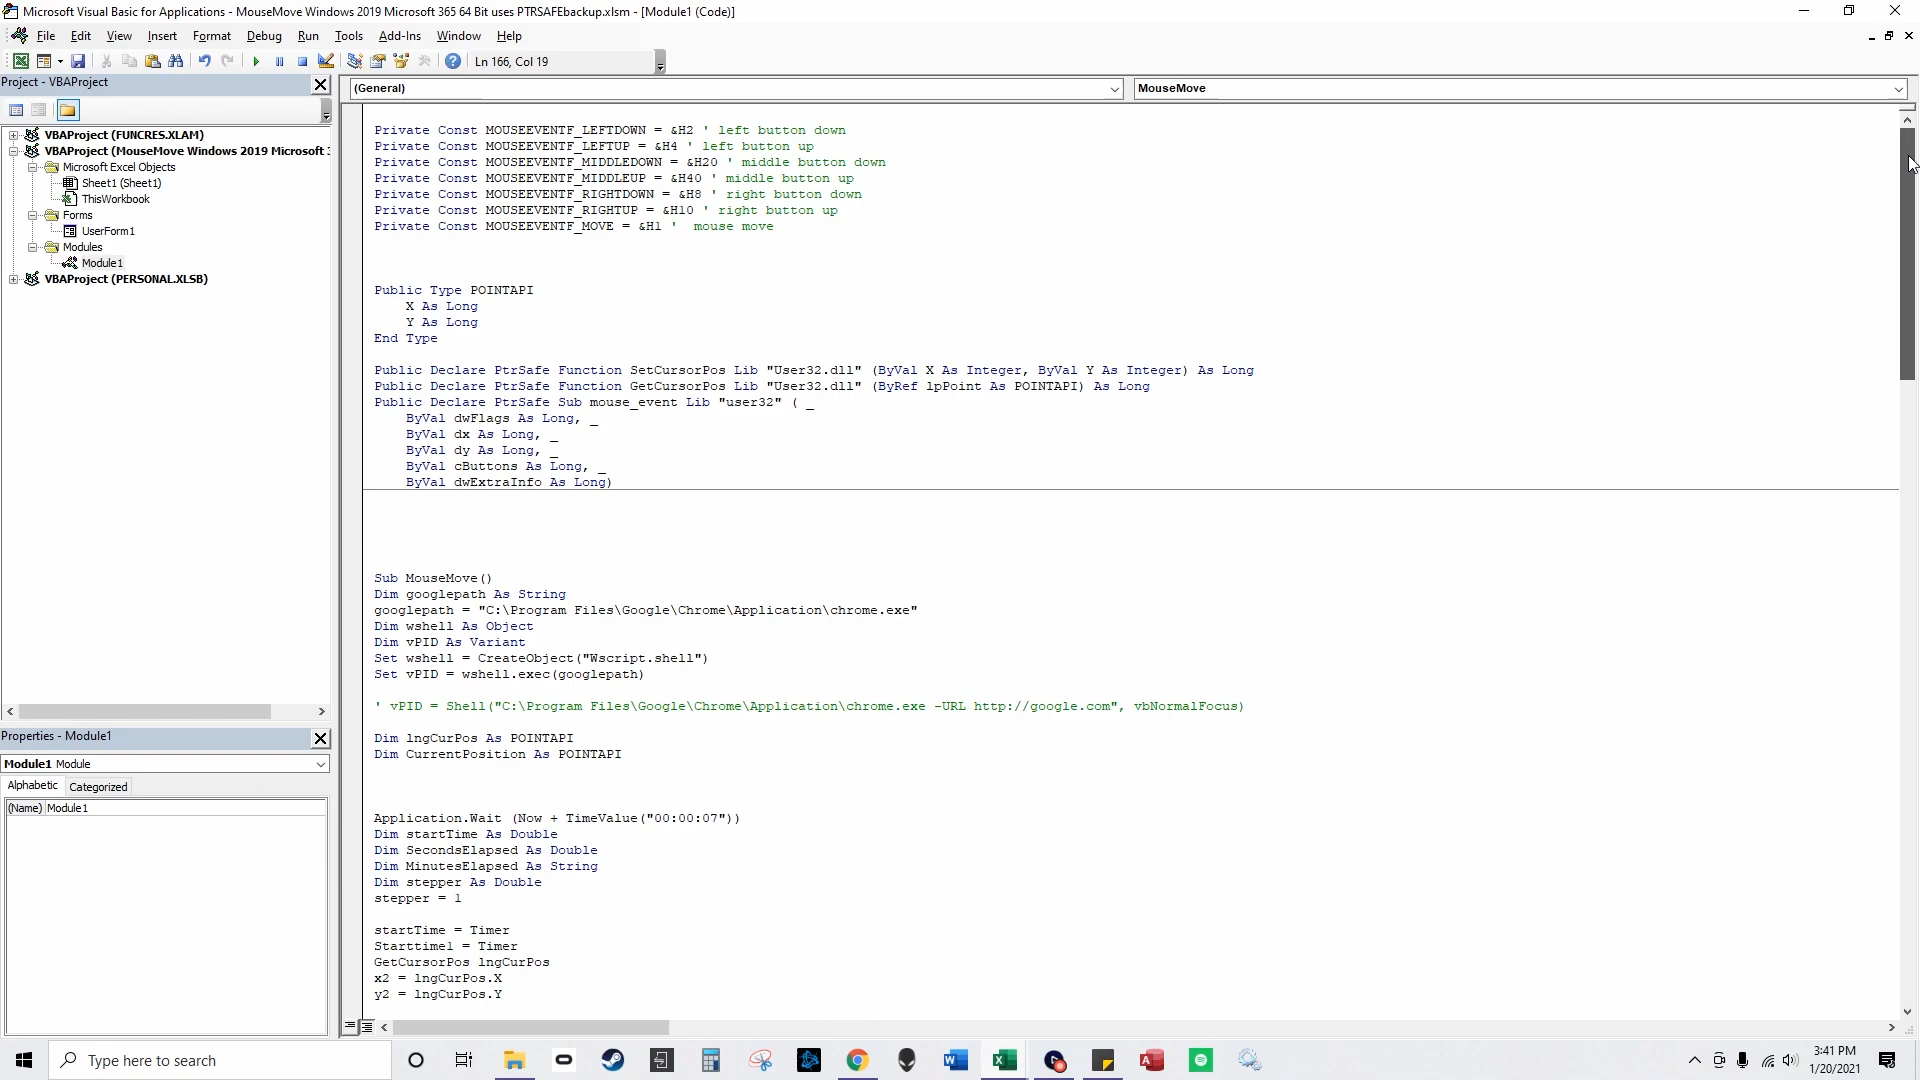 Microsoft Visual Basic for Applications - MouseMove Windows 2019 Microsoft 365 64 Bit uses PTRSAFEbackup.xlsm - [Module1 (Code)]
File Edit View Insert Format Debug Run Tools Add-Ins Window Help
Ln 166, Col 19
Project - VBAProject
VBAProject (FUNCRES.XLAM)
VBAProject (MouseMove Windows 2019 Microsoft 3
Microsoft Excel Objects
Sheet1 (Sheet1)
ThisWorkbook
Forms
UserForm1
Modules
Module1
VBAProject (PERSONAL.XLSB)
Properties - Module1
Module1 Module
Alphabetic Categorized
(Name) Module1
(General) MouseMove
Private Const MOUSEEVENTF_LEFTDOWN = &H2 ' left button down
Private Const MOUSEEVENTF_LEFTUP = &H4 ' left button up
Private Const MOUSEEVENTF_MIDDLEDOWN = &H20 ' middle button down
Private Const MOUSEEVENTF_MIDDLEUP = &H40 ' middle button up
Private Const MOUSEEVENTF_RIGHTDOWN = &H8 ' right button down
Private Const MOUSEEVENTF_RIGHTUP = &H10 ' right button up
Private Const MOUSEEVENTF_MOVE = &H1 '  mouse move
Public Type POINTAPI
X As Long
Y As Long
End Type
Public Declare PtrSafe Function SetCursorPos Lib "User32.dll" (ByVal X As Integer, ByVal Y As Integer) As Long
Public Declare PtrSafe Function GetCursorPos Lib "User32.dll" (ByRef lpPoint As POINTAPI) As Long
Public Declare PtrSafe Sub mouse_event Lib "user32" ( _
ByVal dwFlags As Long, _
ByVal dx As Long, _
ByVal dy As Long, _
ByVal cButtons As Long, _
ByVal dwExtraInfo As Long)
Sub MouseMove()
Dim googlepath As String
googlepath = "C:\Program Files\Google\Chrome\Application\chrome.exe"
Dim wshell As Object
Dim vPID As Variant
Set wshell = CreateObject("Wscript.shell")
Set vPID = wshell.exec(googlepath)
' vPID = Shell("C:\Program Files\Google\Chrome\Application\chrome.exe -URL http://google.com", vbNormalFocus)
Dim lngCurPos As POINTAPI
Dim CurrentPosition As POINTAPI
Application.Wait (Now + TimeValue("00:00:07"))
Dim startTime As Double
Dim SecondsElapsed As Double
Dim MinutesElapsed As String
Dim stepper As Double
stepper = 1
startTime = Timer
Starttime1 = Timer
GetCursorPos lngCurPos
x2 = lngCurPos.X
y2 = lngCurPos.Y
Type here to search
3:41 PM
1/20/2021